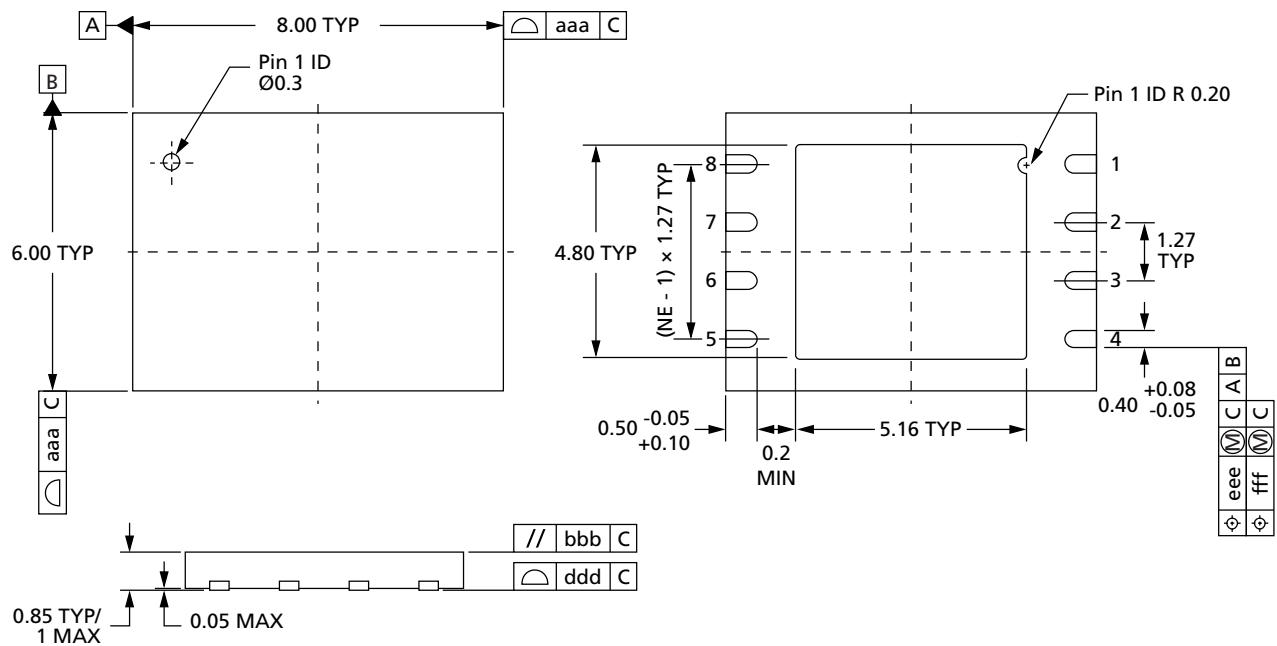 A
8.00 TYP
aaa C
Pin 1 ID
Ø0.3
B
6.00 TYP
aaa C
Pin 1 ID R 0.20
8
7
6
5
1
2
3
4
(NE - 1) × 1.27 TYP
4.80 TYP
1.27
TYP
0.50 -0.05
+0.10
0.2
MIN
5.16 TYP
0.40 +0.08
-0.05
eee Ⓜ C A B
fff Ⓜ C
// bbb C
ddd C
0.85 TYP/
1 MAX
0.05 MAX